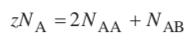 zN_A = 2N_AA + N_AB